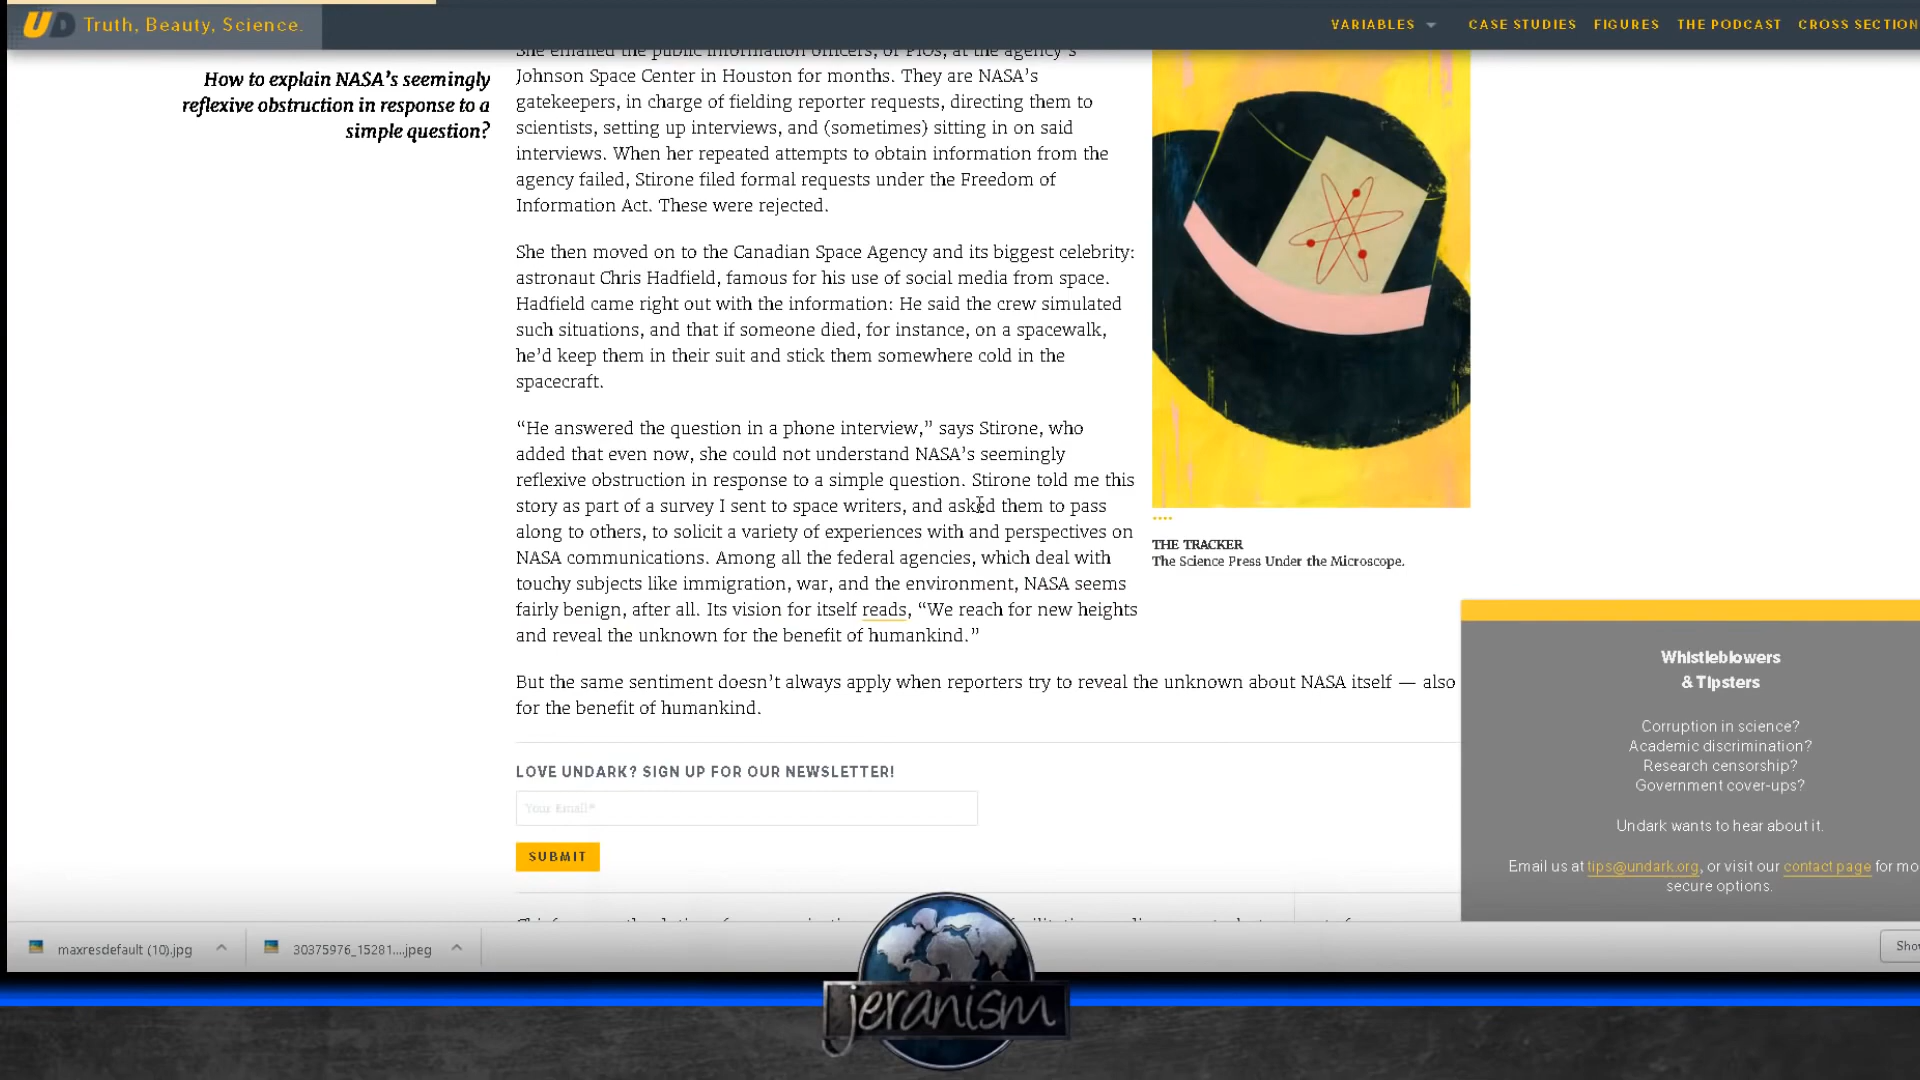 UD Truth, Beauty, Science.
VARIABLES CASE STUDIES FIGURES THE PODCAST CROSS SECTION
How to explain NASA's seemingly
reflexive obstruction in response to a
simple question?
She emailed the public information officers, or PIOs, at the agency's
Johnson Space Center in Houston for months. They are NASA's
gatekeepers, in charge of fielding reporter requests, directing them to
scientists, setting up interviews, and (sometimes) sitting in on said
interviews. When her repeated attempts to obtain information from the
agency failed, Stirone filed formal requests under the Freedom of
Information Act. These were rejected.
She then moved on to the Canadian Space Agency and its biggest celebrity:
astronaut Chris Hadfield, famous for his use of social media from space.
Hadfield came right out with the information: He said the crew simulated
such situations, and that if someone died, for instance, on a spacewalk,
he'd keep them in their suit and stick them somewhere cold in the
spacecraft.
“He answered the question in a phone interview,” says Stirone, who
added that even now, she could not understand NASA's seemingly
reflexive obstruction in response to a simple question. Stirone told me this
story as part of a survey I sent to space writers, and asked them to pass
along to others, to solicit a variety of experiences with and perspectives on
NASA communications. Among all the federal agencies, which deal with
touchy subjects like immigration, war, and the environment, NASA seems
fairly benign, after all. Its vision for itself reads, “We reach for new heights
and reveal the unknown for the benefit of humankind.”
But the same sentiment doesn't always apply when reporters try to reveal the unknown about NASA itself — also
for the benefit of humankind.
THE TRACKER
The Science Press Under the Microscope.
LOVE UNDARK? SIGN UP FOR OUR NEWSLETTER!
Your Email*
SUBMIT
Whistleblowers
& Tipsters
Corruption in science?
Academic discrimination?
Research censorship?
Government cover-ups?
Undark wants to hear about it.
Email us at tips@undark.org, or visit our contact page for mo
secure options.
maxresdefault (10).jpg
30375976_15281....jpeg
Sho
jeranism